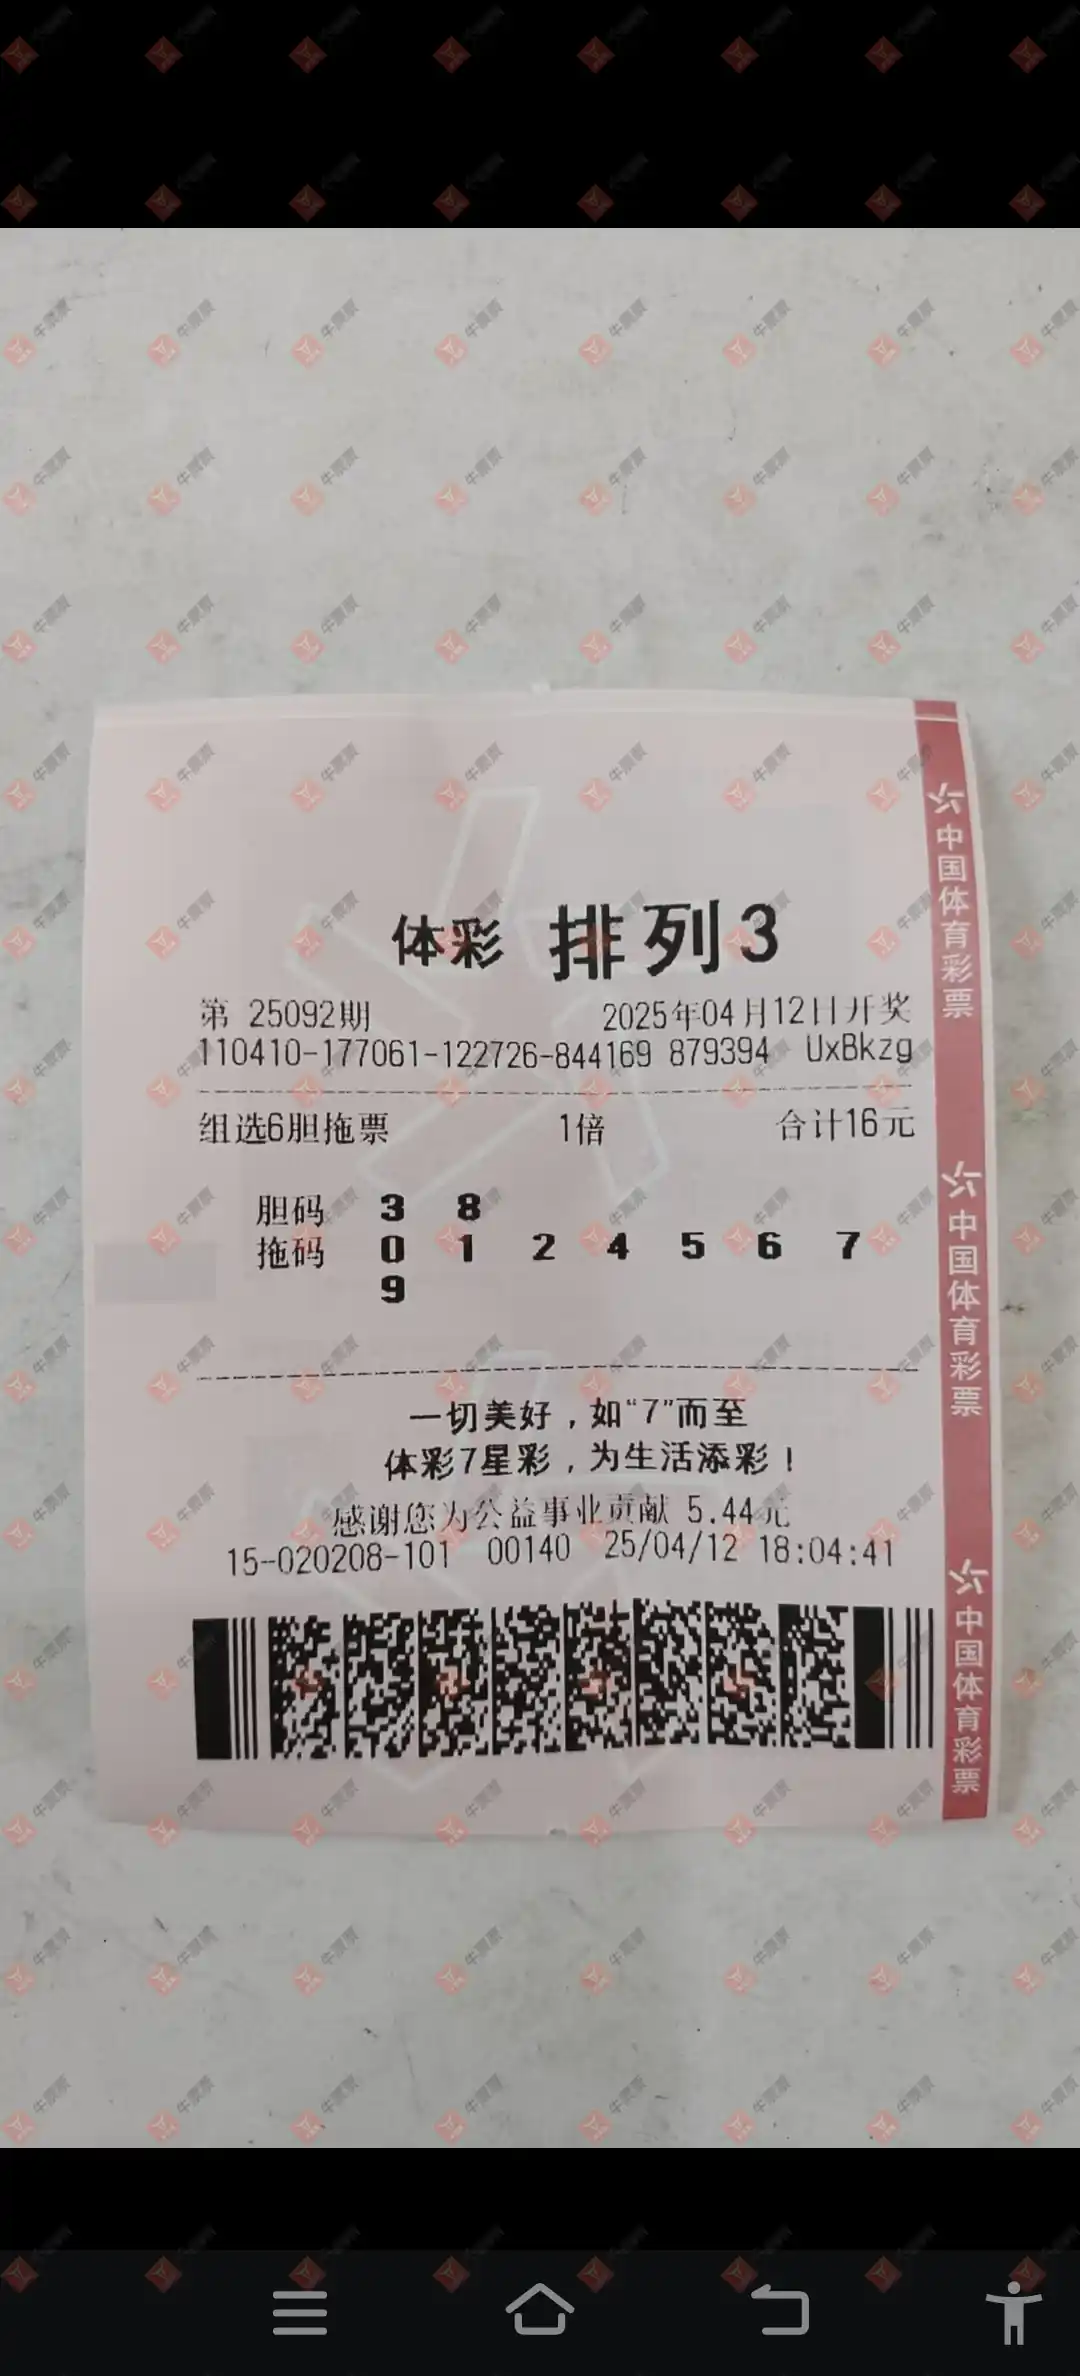 体彩 排列3
第 25092期 2025年04月12日开奖
110410-177061-122726-844169 879394 UxBkzg
组选6胆拖票 1倍 合计16元
胆码 3 8
拖码 0 1 2 4 5 6 7
9
一切美好，如“7”而至
体彩7星彩，为生活添彩！
感谢您为公益事业贡献 5.44元
15-020208-101 00140 25/04/12 18:04:41
中国体育彩票
中国体育彩票
中国体育彩票